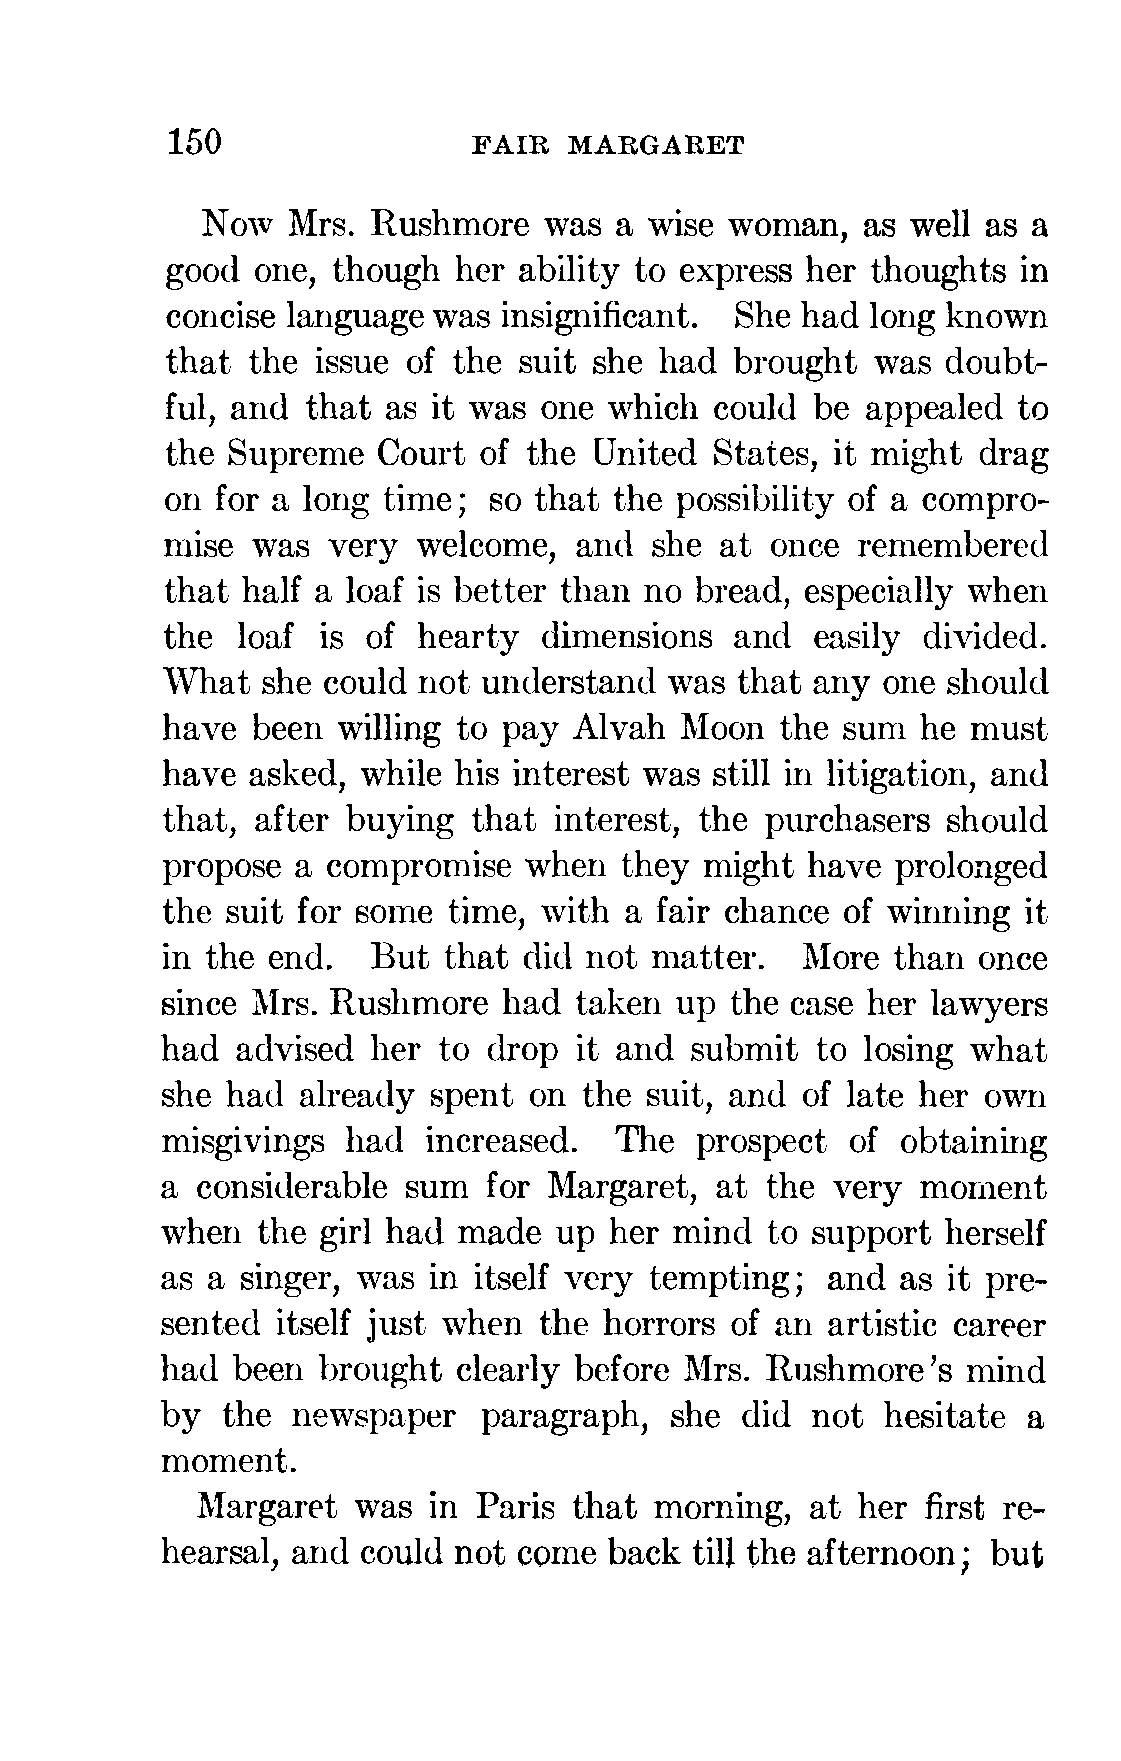 150 FAIR MARGARET
Now Mrs. Rushmore was a wise woman, as well as a
good one, though her ability to express her thoughts in
concise language was insignificant. She had long known
that the issue of the suit she had brought was doubt-
ful, and that as it was one which could be appealed to
the Supreme Court of the United States, it might drag
on for a long time; so that the possibility of a compro-
mise was very welcome, and she at once remembered
that half a loaf is better than no bread, especially when
the loaf is of hearty dimensions and easily divided.
What she could not understand was that any one should
have been willing to pay Alvah Moon the sum he must
have asked, while his interest was still in litigation, and
that, after buying that interest, the purchasers should
propose a compromise when they might have prolonged
the suit for some time, with a fair chance of winning it
in the end. But that did not matter. More than once
since Mrs. Rushmore had taken up the case her lawyers
had advised her to drop it and submit to losing what
she had already spent on the suit, and of late her own
misgivings had increased. The prospect of obtaining
a considerable sum for Margaret, at the very moment
when the girl had made up her mind to support herself
as a singer, was in itself very tempting; and as it pre-
sented itself just when the horrors of an artistic career
had been brought clearly before Mrs. Rushmore's mind
by the newspaper paragraph, she did not hesitate a
moment.
Margaret was in Paris that morning, at her first re-
hearsal, and could not come back till the afternoon; but